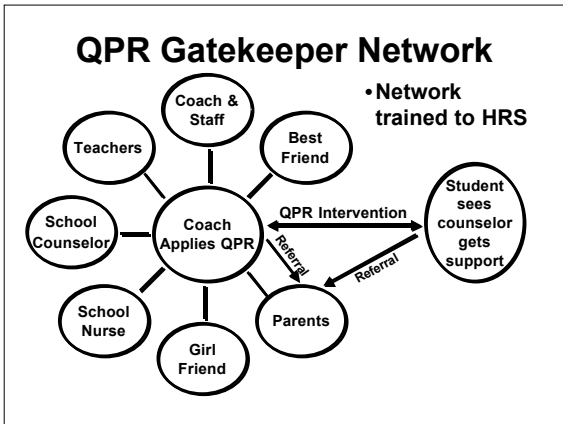 QPR Gatekeeper Network
•Network
trained to HRS
Coach &
Staff
Best
Friend
Teachers
Student
sees
counselor
gets
support
School
Counselor
Coach
Applies QPR
QPR Intervention
Referral
Referral
School
Nurse
Parents
Girl
Friend